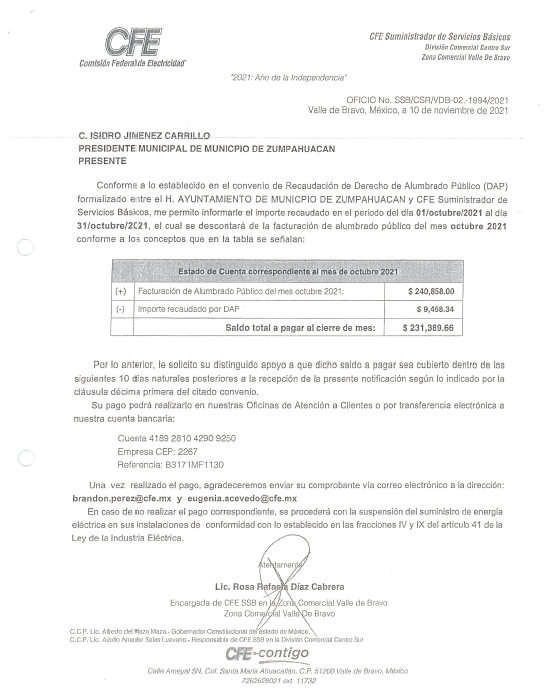 CFE
Comisión Federal de Electricidad
CFE Suministrador de Servicios Básicos
División Comercial Centro Sur
Zona Comercial Valle De Bravo
"2021: Año de la Independencia"
OFICIO No. SSB/CSR/VDB-02.-1894/2021
Valle de Bravo, México, a 10 de noviembre de 2021
C. ISIDRO JIMENEZ CARRILLO
PRESIDENTE MUNICIPAL DE MUNICPIO DE ZUMPAHUACAN
PRESENTE
Conforme a lo establecido en el convenio de Recaudación de Derecho de Alumbrado Público (DAP)
formalizado entre el H. AYUNTAMIENTO DE MUNICPIO DE ZUMPAHUACAN y CFE Suministrador de
Servicios Básicos, me permito informarle el importe recaudado en el periodo del día 01/octubre/2021 al día
31/octubre/2021, el cual se descontará de la facturación de alumbrado público del mes octubre 2021
conforme a los conceptos que en la tabla se señalan:
Estado de Cuenta correspondiente al mes de octubre 2021
(+) Facturación de Alumbrado Público del mes octubre 2021: $ 240,858.00
(-) Importe recaudado por DAP $ 9,468.34
Saldo total a pagar al cierre de mes: $ 231,389.66
Por lo anterior, le solicito su distinguido apoyo a que dicho saldo a pagar sea cubierto dentro de los
siguientes 10 días naturales posteriores a la recepción de la presente notificación según lo indicado por la
cláusula décima primera del citado convenio.
Su pago podrá realizarlo en nuestras Oficinas de Atención a Clientes o por transferencia electrónica a
nuestra cuenta bancaria:
Cuenta 4189 2810 4290 9250
Empresa CEP: 2267
Referencia: B3171MF1130
Una vez realizado el pago, agradeceremos enviar su comprobante vía correo electrónico a la dirección:
brandon.perez@cfe.mx y eugenia.acevedo@cfe.mx
En caso de no realizar el pago correspondiente, se procederá con la suspensión del suministro de energía
eléctrica en sus instalaciones de conformidad con lo establecido en las fracciones IV y IX del artículo 41 de la
Ley de la Industria Eléctrica.
Atentamente
Lic. Rosa Rafaela Díaz Cabrera
Encargada de CFE SSB en la Zona Comercial Valle de Bravo
Zona Comercial Valle de Bravo
C.C.P. Lic. Alfredo del Mazo Maza.- Gobernador Constitucional del estado de México.
C.C.P. Lic. Adolfo Amador Salas Luevano.- Responsable de CFE SSB en la División Comercial Centro Sur
CFE-contigo
Calle Ameyal SN, Col. Santa María Ahuacatlán, C.P. 51200 Valle de Bravo, México
7262628021 ext. 11732